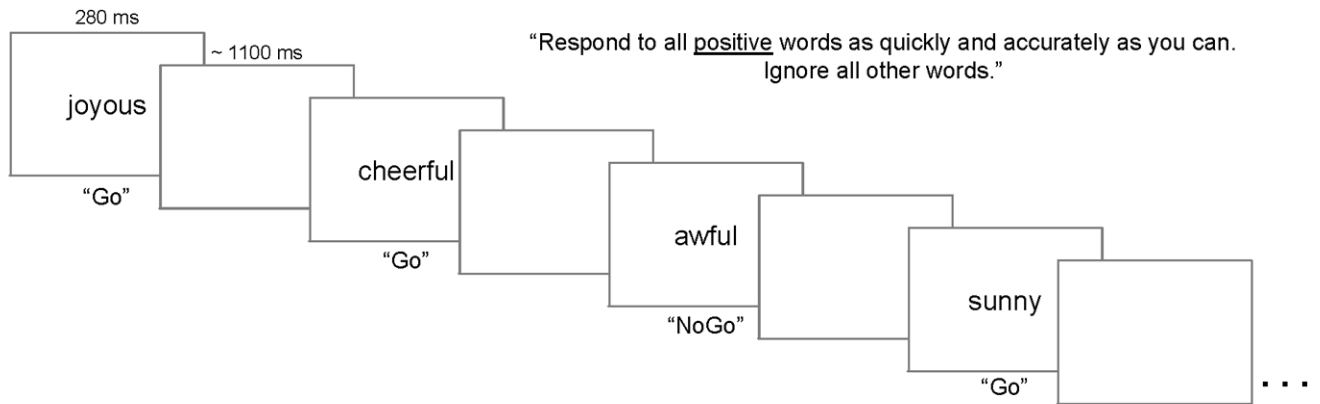 280 ms
~ 1100 ms
“Respond to all positive words as quickly and accurately as you can.
Ignore all other words.”
joyous
“Go”
cheerful
“Go”
awful
“NoGo”
sunny
“Go”
. . .